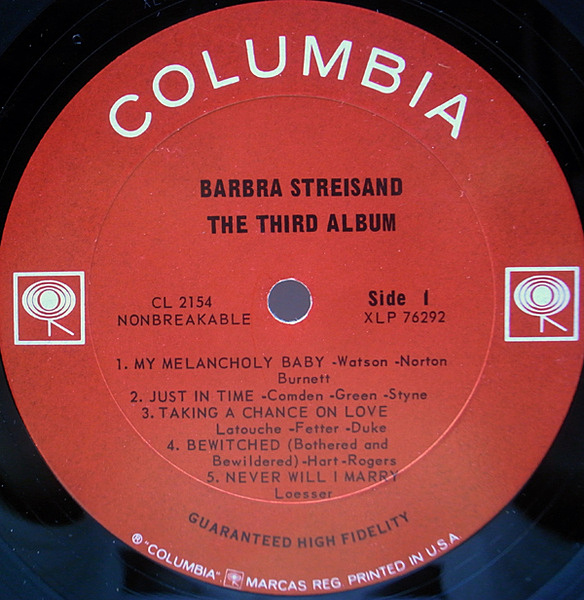 COLUMBIA
BARBRA STREISAND
THE THIRD ALBUM
CL 2154
NONBREAKABLE
Side 1
XLP 76292
1. MY MELANCHOLY BABY -Watson -Norton
Burnett
2. JUST IN TIME -Comden -Green -Styne
3. TAKING A CHANCE ON LOVE
Latouche -Fetter -Duke
4. BEWITCHED (Bothered and
Bewildered) -Hart -Rogers
5. NEVER WILL I MARRY
Loesser
GUARANTEED HIGH FIDELITY
® "COLUMBIA", MARCAS REG. PRINTED IN U.S.A.